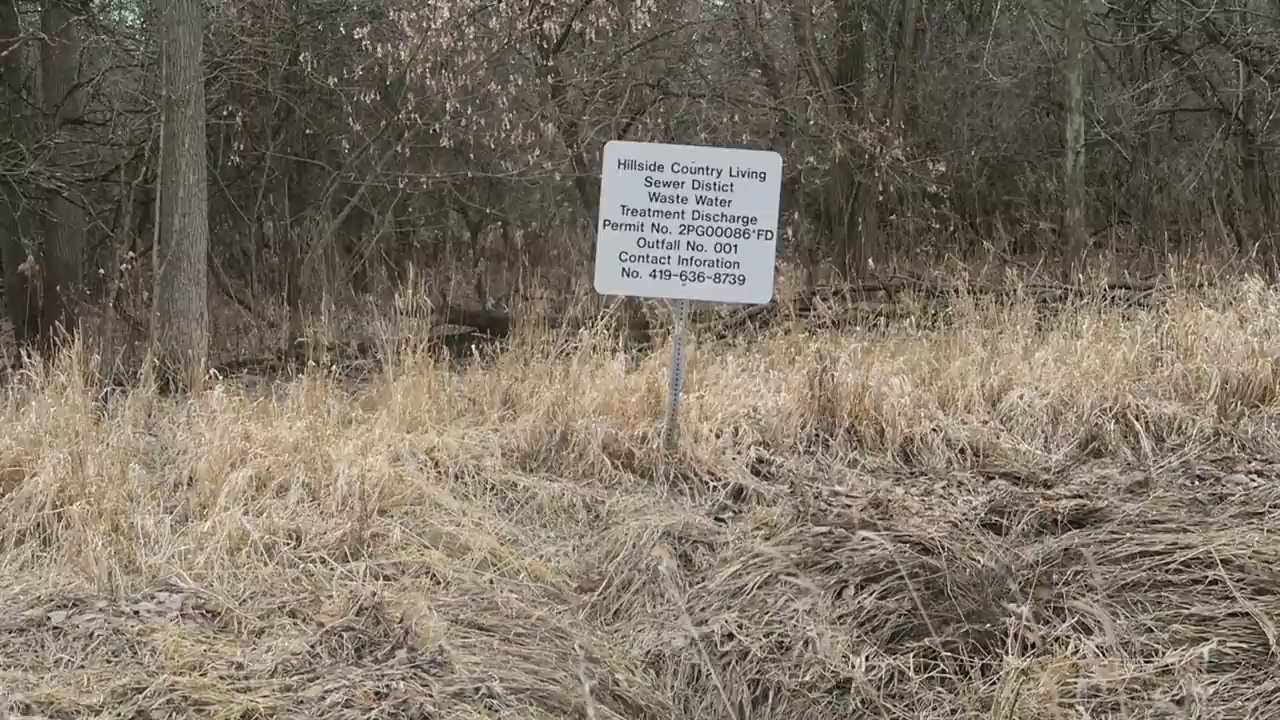 Hillside Country Living
Sewer Distict
Waste Water
Treatment Discharge
Permit No. 2PG00086*FD
Outfall No. 001
Contact Inforation
No. 419-636-8739